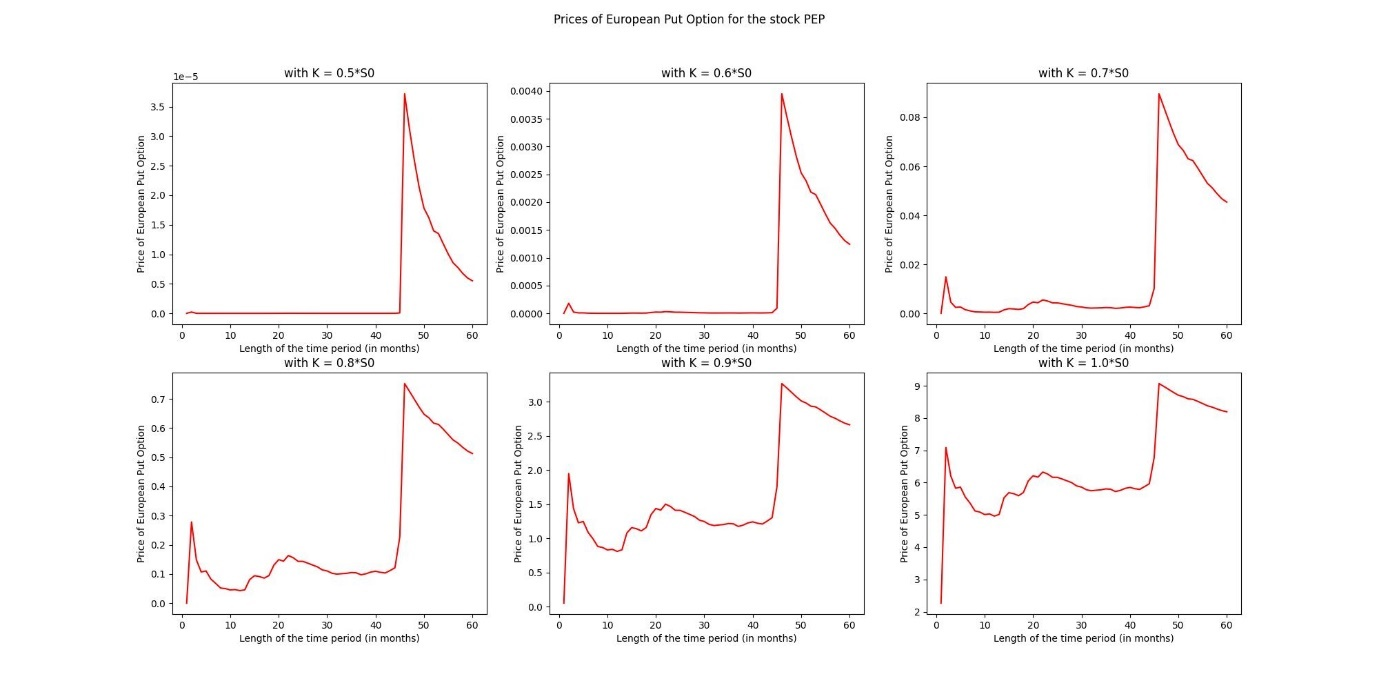 Prices of European Put Option for the stock PEP
with K = 0.5*S0
1e−5
3.5
3.0
2.5
2.0
1.5
1.0
0.5
0.0
Price of European Put Option
0 10 20 30 40 50 60
Length of the time period (in months)
with K = 0.6*S0
0.0040
0.0035
0.0030
0.0025
0.0020
0.0015
0.0010
0.0005
0.0000
Price of European Put Option
0 10 20 30 40 50 60
Length of the time period (in months)
with K = 0.7*S0
0.08
0.06
0.04
0.02
0.00
Price of European Put Option
0 10 20 30 40 50 60
Length of the time period (in months)
with K = 0.8*S0
0.7
0.6
0.5
0.4
0.3
0.2
0.1
0.0
Price of European Put Option
0 10 20 30 40 50 60
Length of the time period (in months)
with K = 0.9*S0
3.0
2.5
2.0
1.5
1.0
0.5
0.0
Price of European Put Option
0 10 20 30 40 50 60
Length of the time period (in months)
with K = 1.0*S0
9
8
7
6
5
4
3
2
Price of European Put Option
0 10 20 30 40 50 60
Length of the time period (in months)